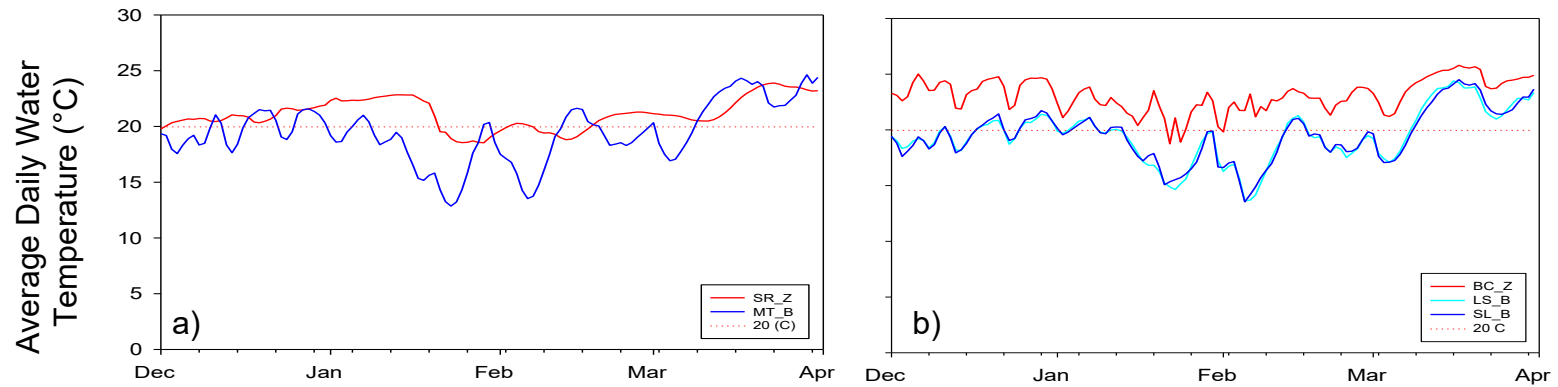 Average Daily Water
Temperature (°C)
30
25
20
15
10
5
0
Dec
Jan
Feb
Mar
Apr
a)
SR_Z
MT_B
20 (C)
b)
BC_Z
LS_B
SL_B
20 C
Dec
Jan
Feb
Mar
Apr